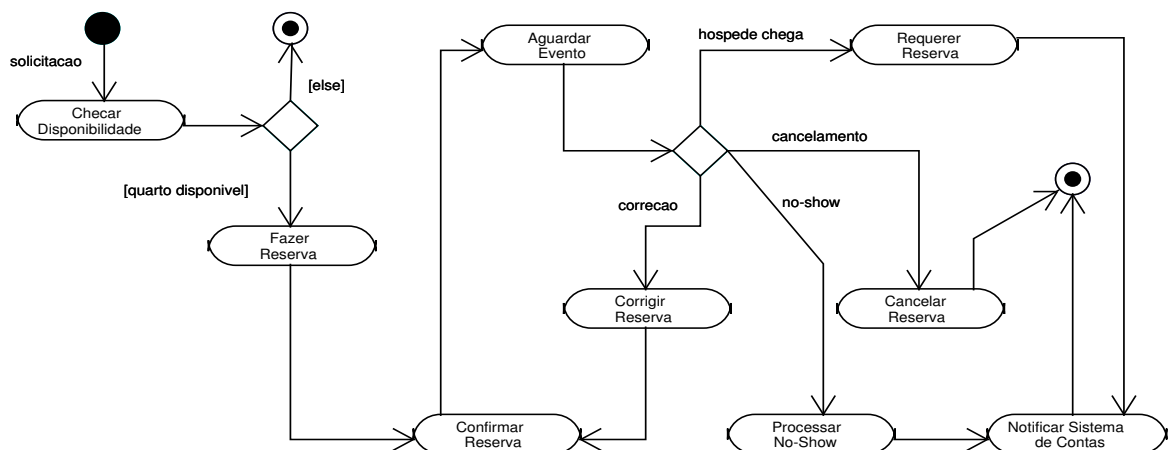 solicitacao
Checar
Disponibilidade
[else]
[quarto disponivel]
Fazer
Reserva
Aguardar
Evento
hospede chega
Requerer
Reserva
cancelamento
correcao
no-show
Corrigir
Reserva
Cancelar
Reserva
Confirmar
Reserva
Processar
No-Show
Notificar Sistema
de Contas